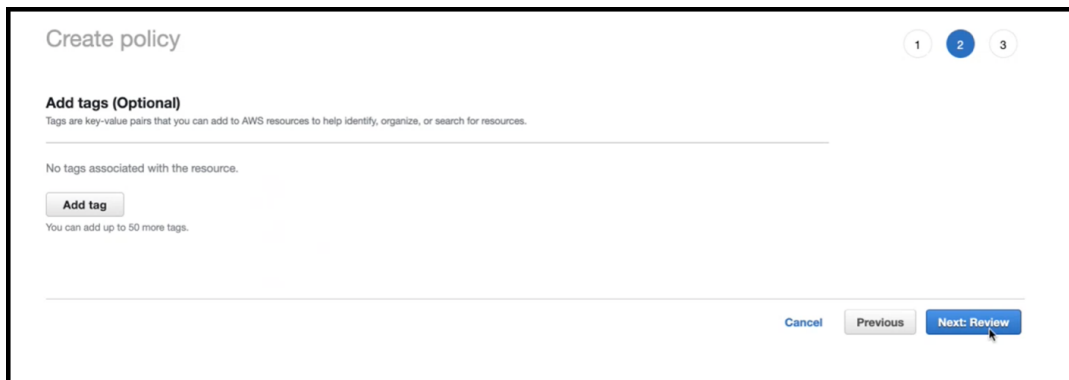 Create policy
1 2 3
Add tags (Optional)
Tags are key-value pairs that you can add to AWS resources to help identify, organize, or search for resources.
No tags associated with the resource.
Add tag
You can add up to 50 more tags.
Cancel Previous Next: Review